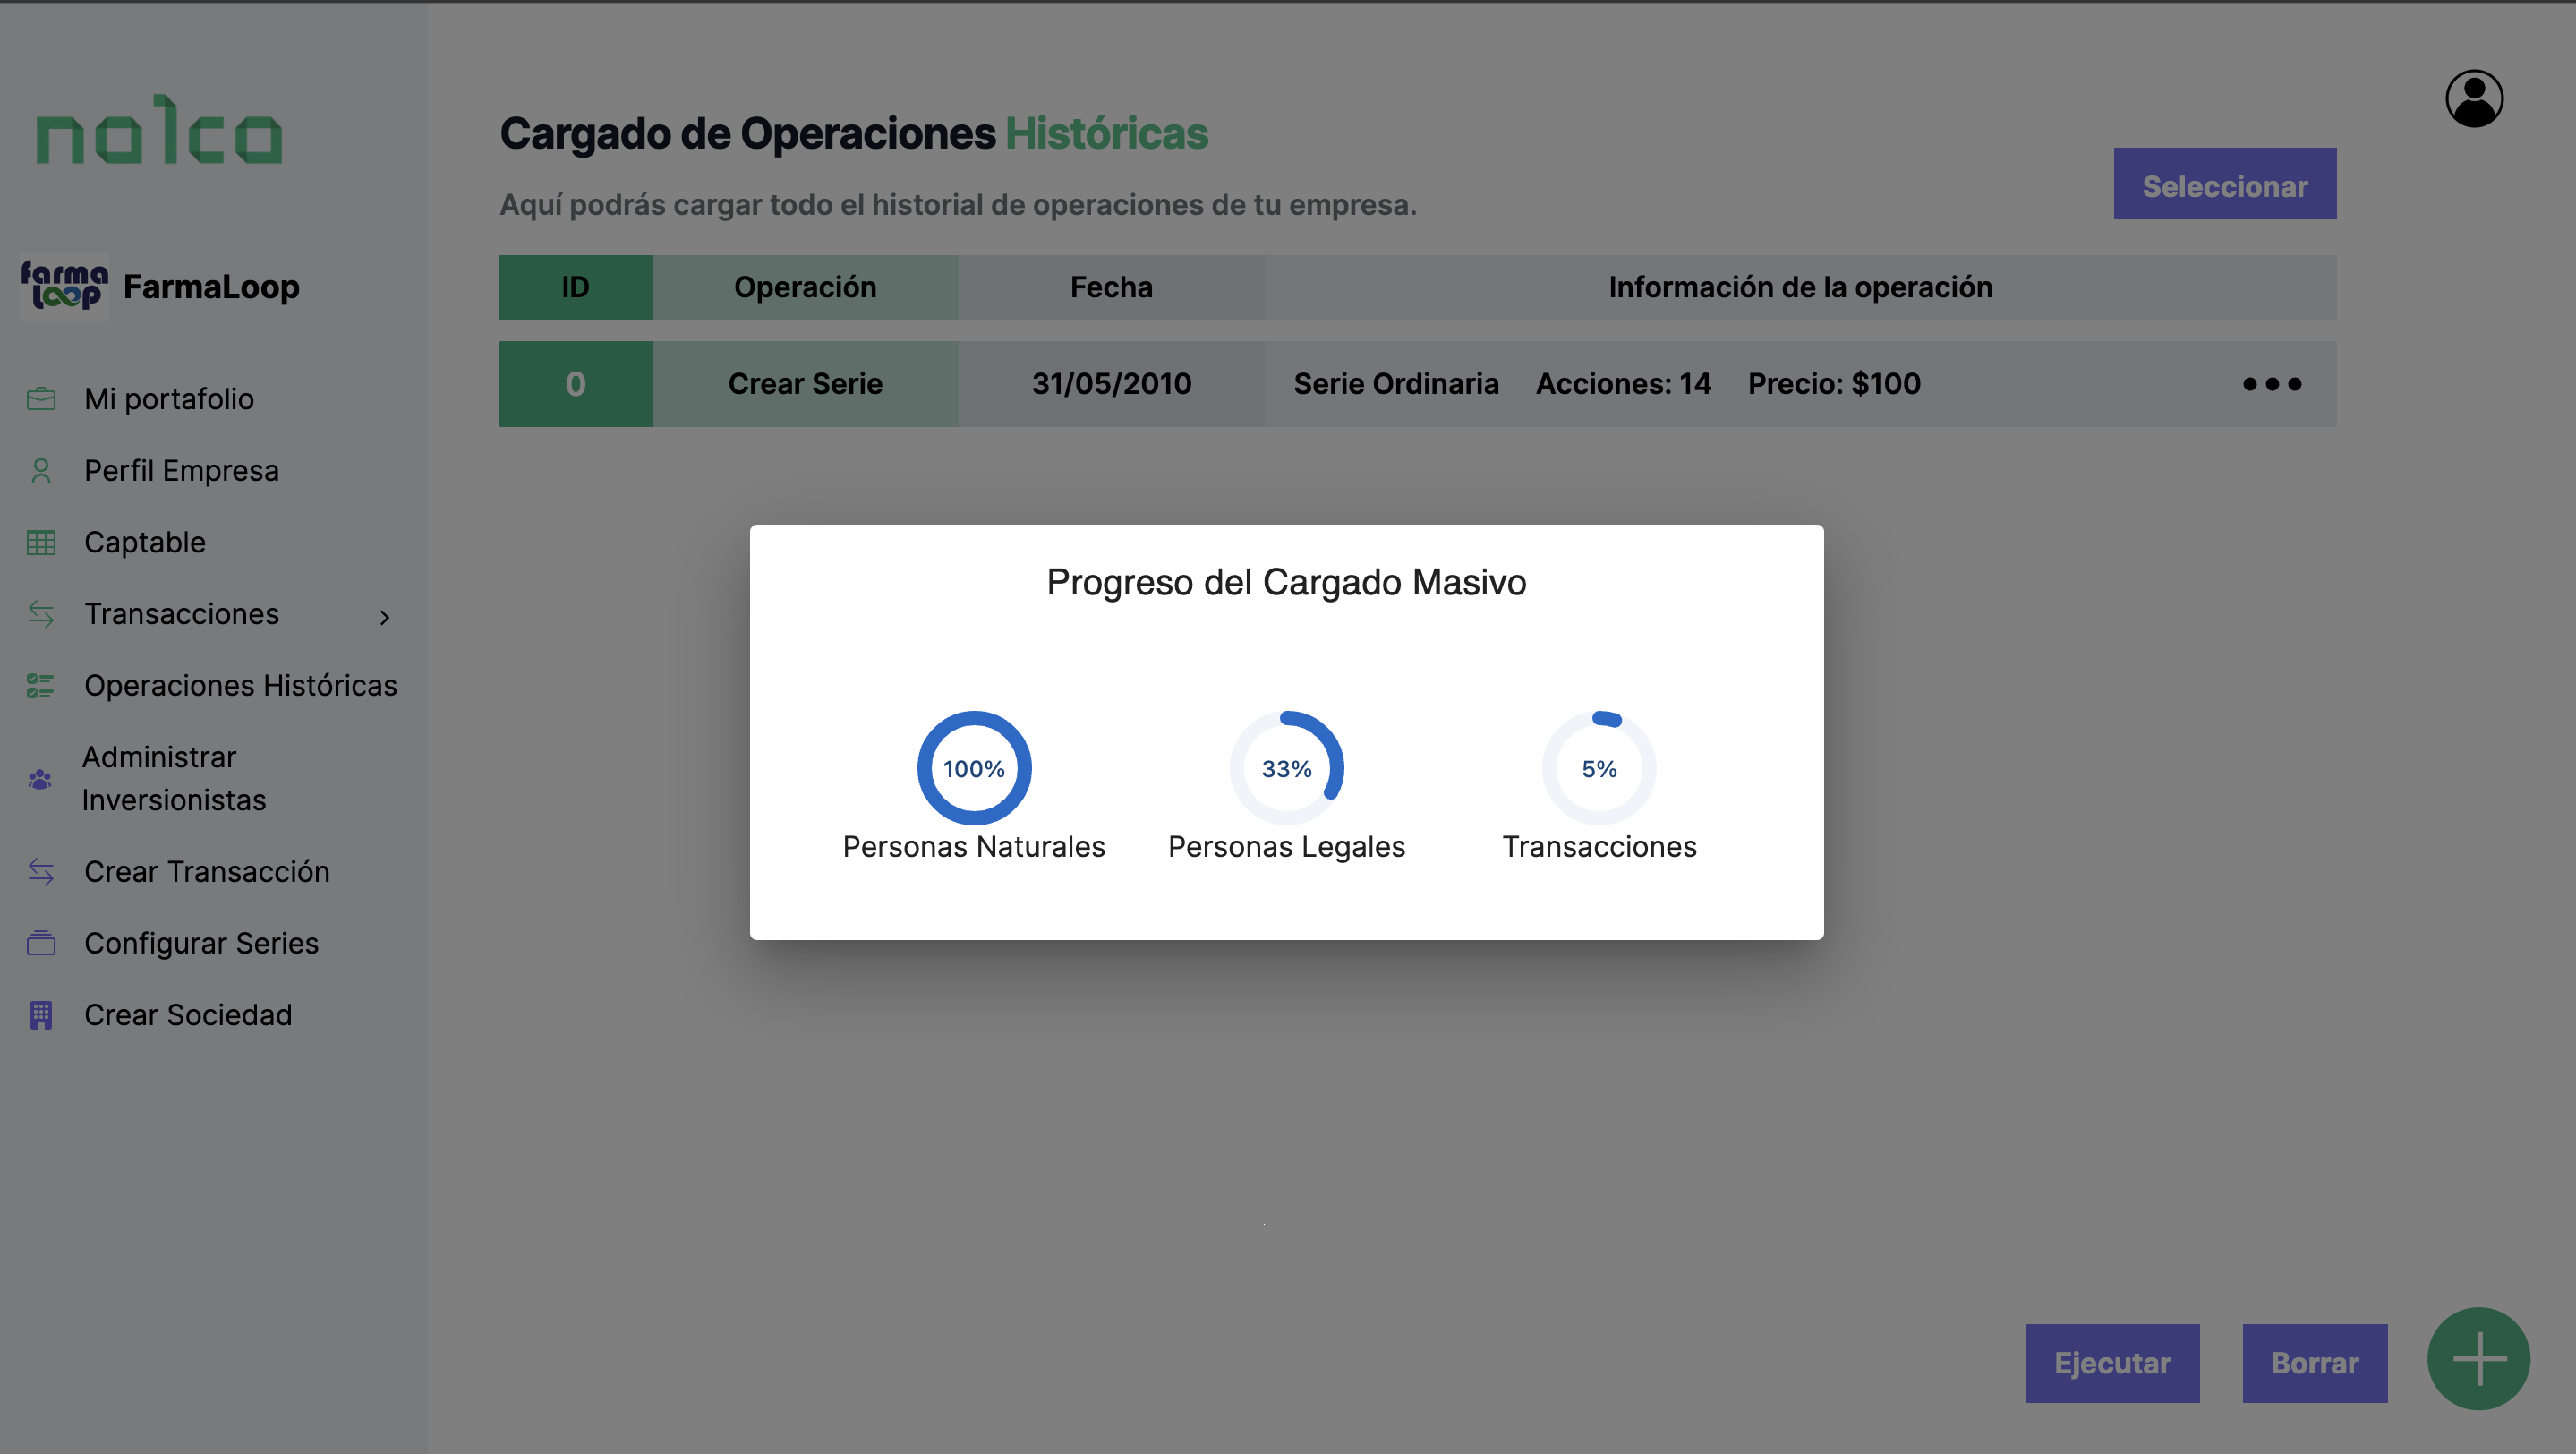 nalca
Cargado de Operaciones Históricas
Seleccionar
Aquí podrás cargar todo el historial de operaciones de tu empresa.
farma
loop
FarmaLoop
ID Operación Fecha Información de la operación
0 Crear Serie 31/05/2010 Serie Ordinaria Acciones: 14 Precio: $100
Mi portafolio
Perfil Empresa
Captable
Transacciones
Operaciones Históricas
Administrar
Inversionistas
Crear Transacción
Configurar Series
Crear Sociedad
Progreso del Cargado Masivo
100% 33% 5%
Personas Naturales Personas Legales Transacciones
Ejecutar Borrar